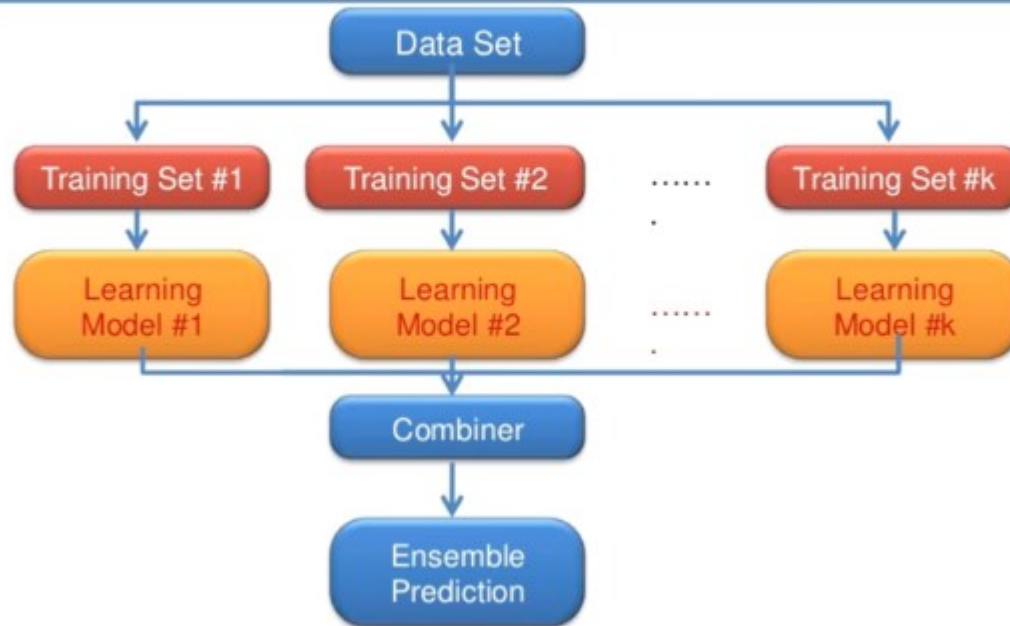 Data Set
Training Set #1
Training Set #2
……
.
Training Set #k
Learning
Model #1
Learning
Model #2
……
.
Learning
Model #k
Combiner
Ensemble
Prediction